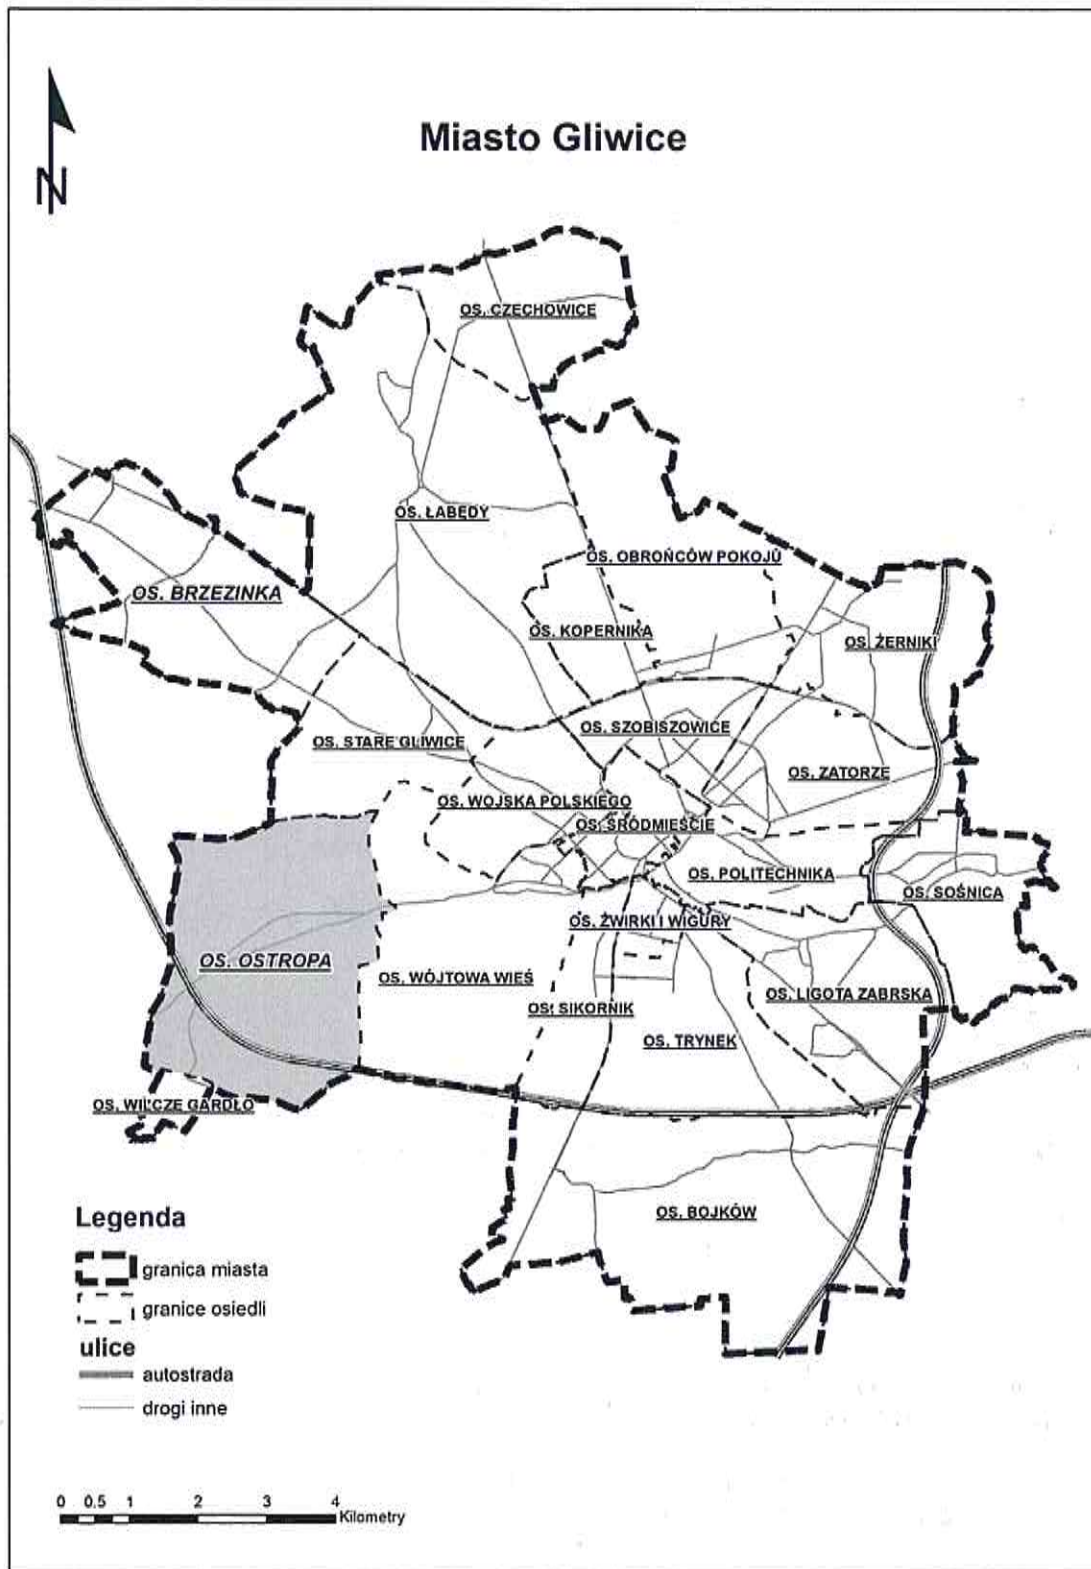 N
Miasto Gliwice
OS. CZECHOWICE
OS. ŁABĘDY
OS. OBROŃCÓW POKOJU
OS. BRZEZINKA
OS. KOPERNIKA
OS. ŻERNIKI
OS. SZOBISZOWICE
OS. STARE GLIWICE
OS. ZATORZE
OS. WOJSKA POLSKIEGO
OS. ŚRÓDMIEŚCIE
OS. POLITECHNIKA
OS. SOŚNICA
OS. ŻWIRKI I WIGURY
OS. OSTROPA
OS. WÓJTOWA WIEŚ
OS. LIGOTA ZABRSKA
OS. SIKORNIK
OS. TRYNEK
OS. WILCZE GARDŁO
OS. BOJKÓW
Legenda
granica miasta
granice osiedli
ulice
autostrada
drogi inne
0 0.5 1 2 3 4
Kilometry